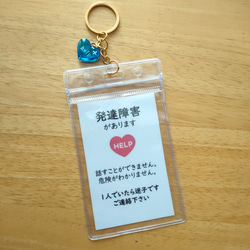 発達障害
があります
HELP
話すことができません。
危険がわかりません。
1人でいたら迷子です
ご連絡下さい